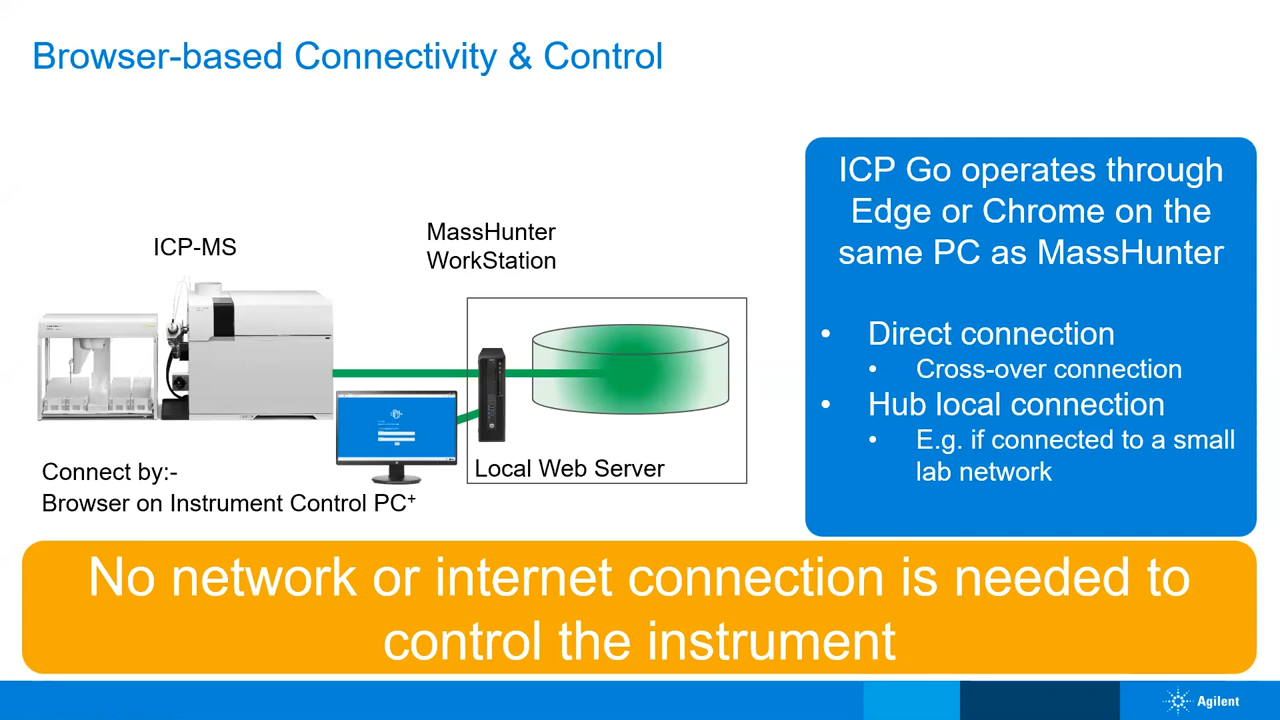 Browser-based Connectivity & Control
ICP-MS
MassHunter
WorkStation
Local Web Server
Connect by:-
Browser on Instrument Control PC⁺
ICP Go operates through
Edge or Chrome on the
same PC as MassHunter
• Direct connection
• Cross-over connection
• Hub local connection
• E.g. if connected to a small
lab network
No network or internet connection is needed to
control the instrument
Agilent